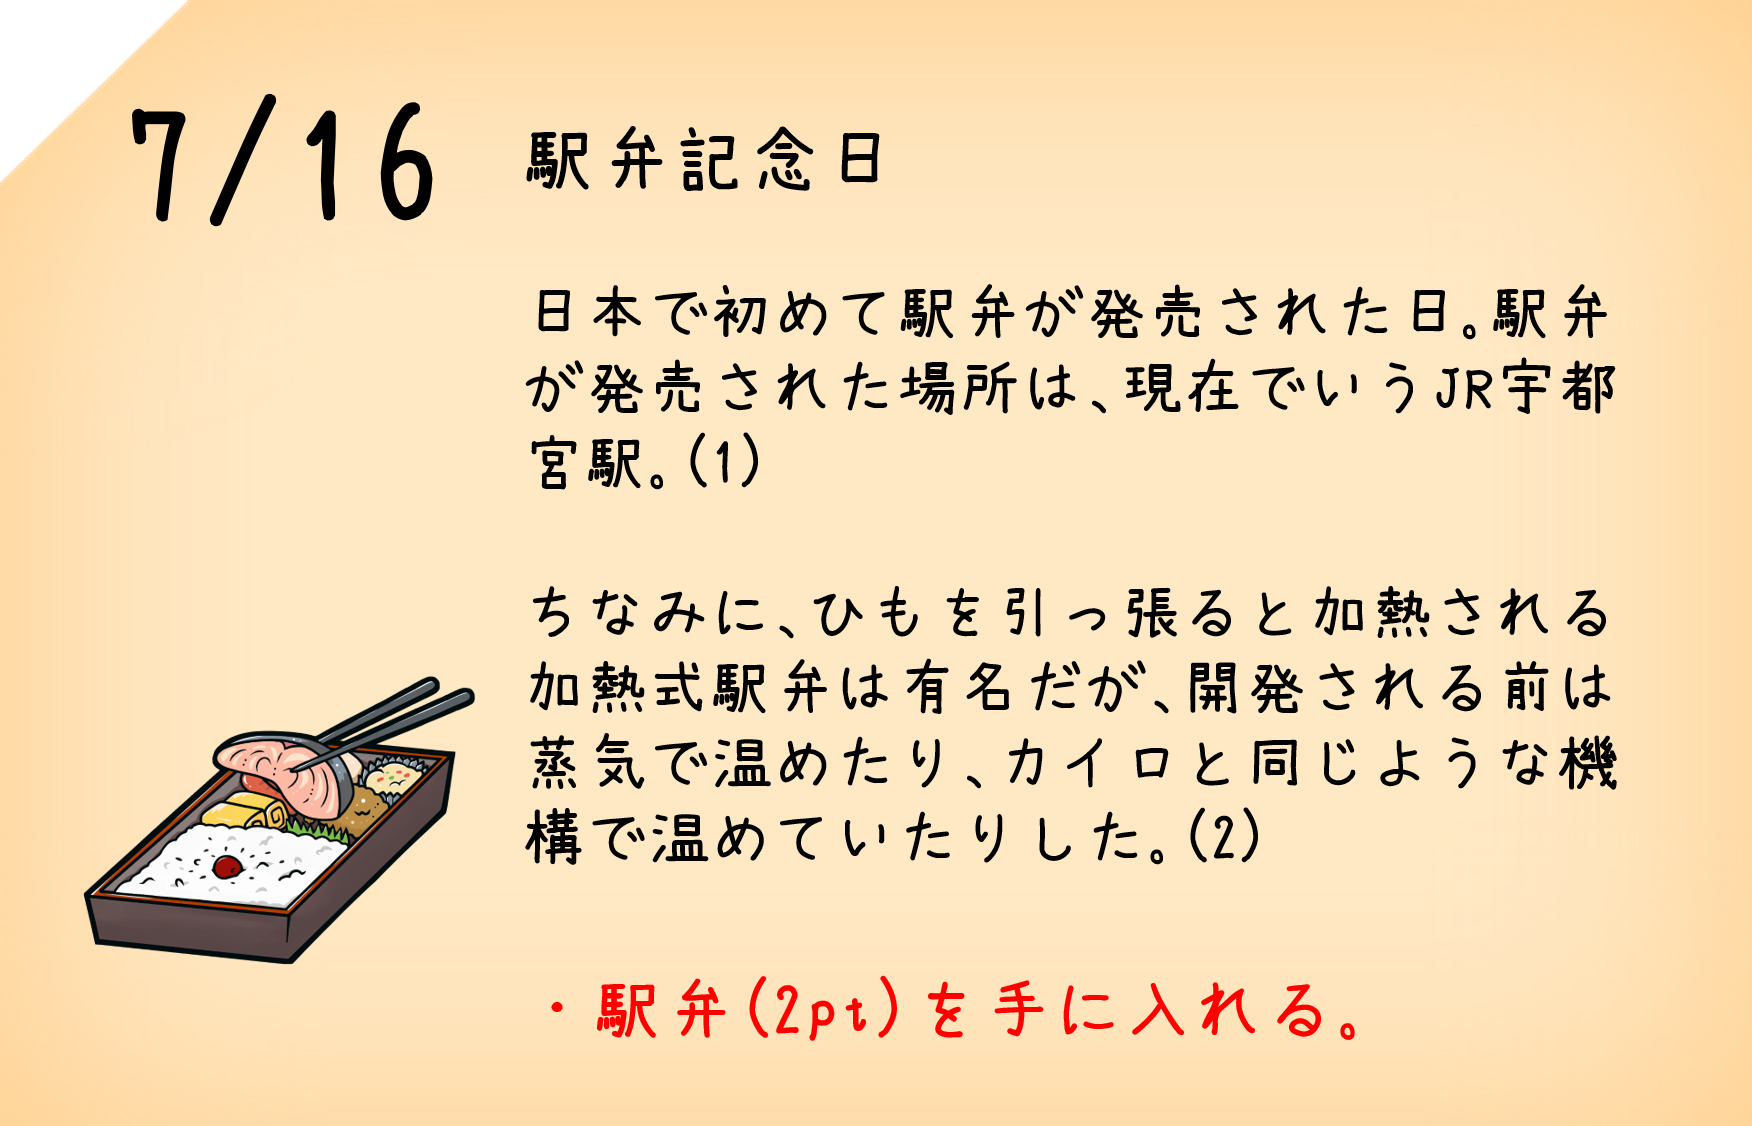 7/16 駅弁記念日
日本で初めて駅弁が発売された日。駅弁
が発売された場所は、現在でいうJR宇都
宮駅。(1)
ちなみに、ひもを引っ張ると加熱される
加熱式駅弁は有名だが、開発される前は
蒸気で温めたり、カイロと同じような機
構で温めていたりした。(2)
・駅弁(2pt)を手に入れる。